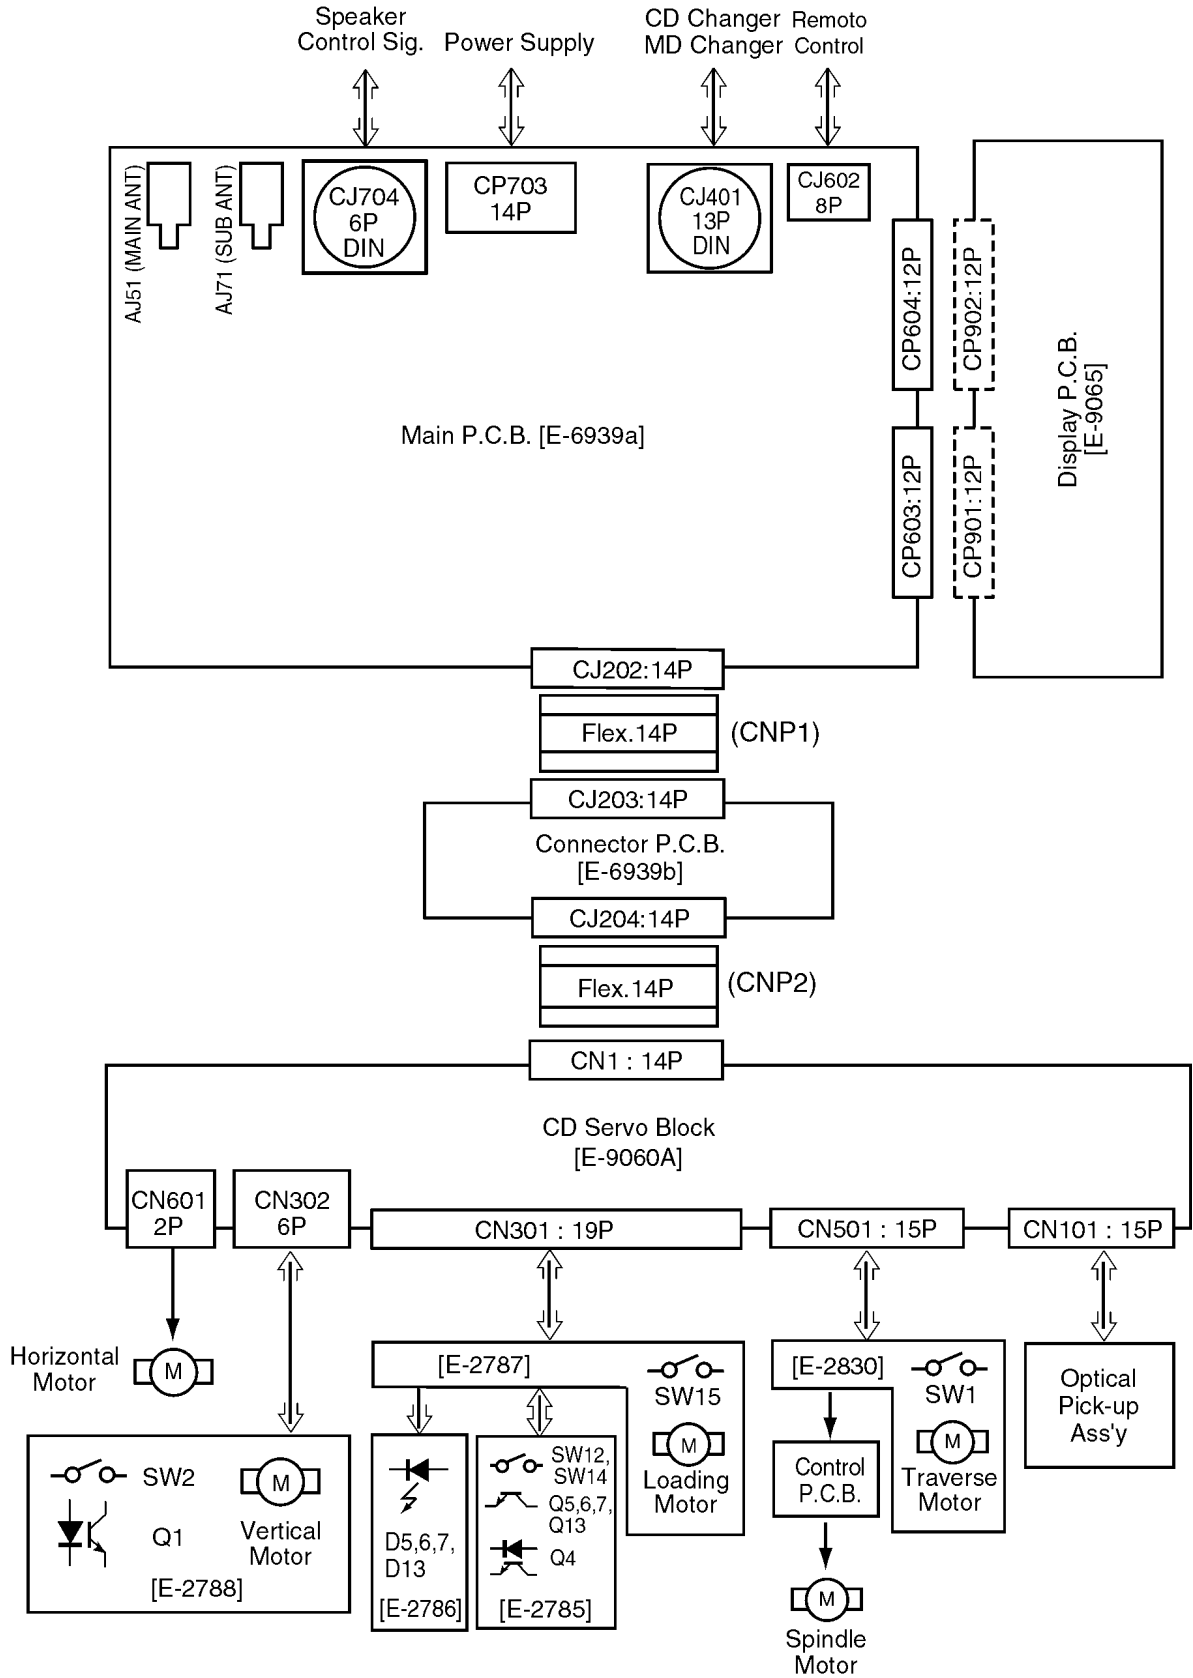 Speaker
Control Sig.
Power Supply
CD Changer
MD Changer
Remoto
Control
AJ51 (MAIN ANT)
AJ71 (SUB ANT)
CJ704
6P
DIN
CP703
14P
CJ401
13P
DIN
CJ602
8P
CP604:12P
CP902:12P
Main P.C.B. [E-6939a]
Display P.C.B.
[E-9065]
CP603:12P
CP901:12P
CJ202:14P
Flex.14P
(CNP1)
CJ203:14P
Connector P.C.B.
[E-6939b]
CJ204:14P
Flex.14P
(CNP2)
CN1 : 14P
CD Servo Block
[E-9060A]
CN601
2P
CN302
6P
CN301 : 19P
CN501 : 15P
CN101 : 15P
Horizontal
Motor
M
[E-2787]
SW15
M
Loading
Motor
[E-2830]
SW1
M
Traverse
Motor
Optical
Pick-up
Ass'y
SW2
M
Q1
Vertical
Motor
[E-2788]
D5,6,7,
D13
[E-2786]
SW12,
SW14
Q5,6,7,
Q13
Q4
[E-2785]
Control
P.C.B.
M
Spindle
Motor